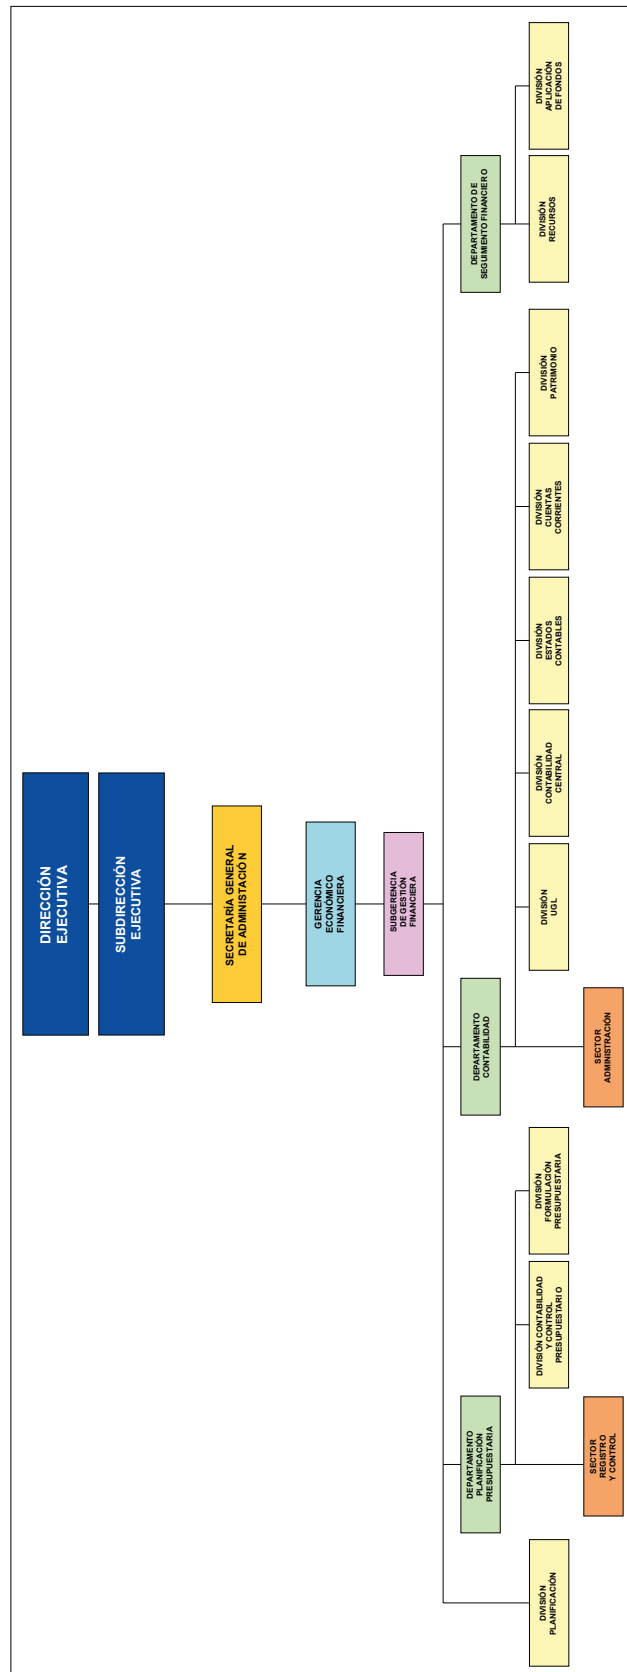 DIRECCIÓN
EJECUTIVA
SUBDIRECCIÓN
EJECUTIVA
SECRETARÍA GENERAL
DE ADMINISTACIÓN
GERENCIA
ECONÓMICO
FINANCIERA
SUBGERENCIA
DE GESTION
FINANCIERA
DEPARTAMENTO
PLANIFICACIÓN
PRESUPUESTARIA
DEPARTAMENTO
CONTABILIDAD
DEPARTAMENTO DE
SEGUIMIENTO FINANCIERO
DIVISIÓN
PLANIFICACIÓN
DIVISIÓN CONTABILIDAD
Y CONTROL
PRESUPUESTARIO
DIVISIÓN
FORMULACIÓN
PRESUPUESTARIA
DIVISIÓN
UGL
DIVISIÓN
CONTABILIDAD
CENTRAL
DIVISIÓN
ESTADOS
CONTABLES
DIVISIÓN
CUENTAS
CORRIENTES
DIVISIÓN
PATRIMONIO
DIVISIÓN
RECURSOS
DIVISIÓN
APLICACIÓN
DE FONDOS
SECTOR
REGISTRO
Y CONTROL
SECTOR
ADMINISTRACIÓN